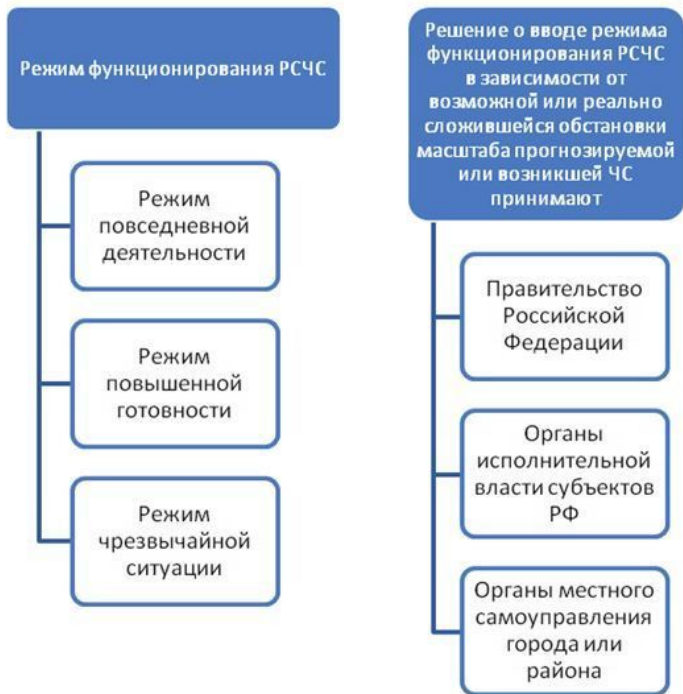 Режим функционирования РСЧС
Режим
повседневной
деятельности
Режим
повышенной
готовности
Режим
чрезвычайной
ситуации
Решение о вводе режима
функционирования РСЧС
в зависимости от
возможной или реально
сложившейся обстановки
масштаба прогнозируемой
или возникшей ЧС
принимают
Правительство
Российской
Федерации
Органы
исполнительной
власти субъектов
РФ
Органы местного
самоуправления
города или
района